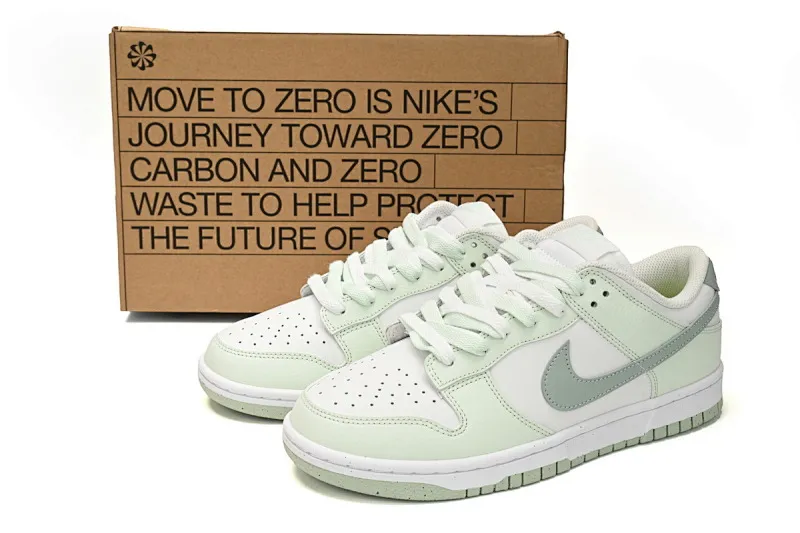 MOVE TO ZERO IS NIKE'S
JOURNEY TOWARD ZERO
CARBON AND ZERO
WASTE TO HELP PROTECT
THE FUTURE OF